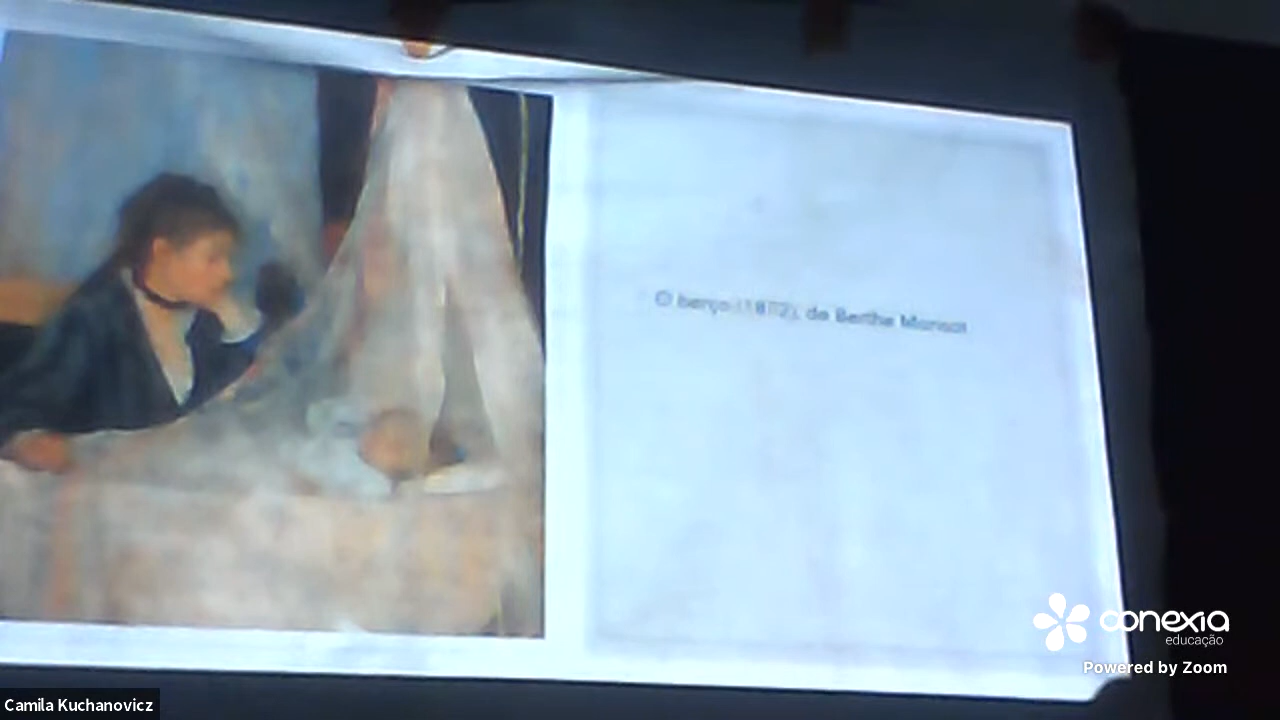 O berço (1872), de Berthe Morisot
conexia
educação
Powered by Zoom
Camila Kuchanovicz